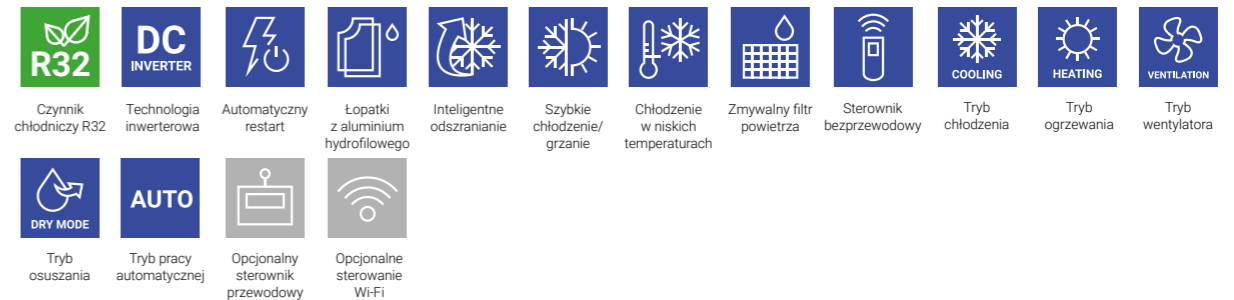 R32
DC
INVERTER
COOLING
HEATING
VENTILATION
Czynnik
chłodniczy R32
Technologia
inwerterowa
Automatyczny
restart
Łopatki
z aluminium
hydrofilowego
Inteligentne
odszranianie
Szybkie
chłodzenie/
grzanie
Chłodzenie
w niskich
temperaturach
Zmywalny filtr
powietrza
Sterownik
bezprzewodowy
Tryb
chłodzenia
Tryb
ogrzewania
Tryb
wentylatora
DRY MODE
AUTO
Tryb
osuszania
Tryb pracy
automatycznej
Opcjonalny
sterownik
przewodowy
Opcjonalne
sterowanie
Wi-Fi